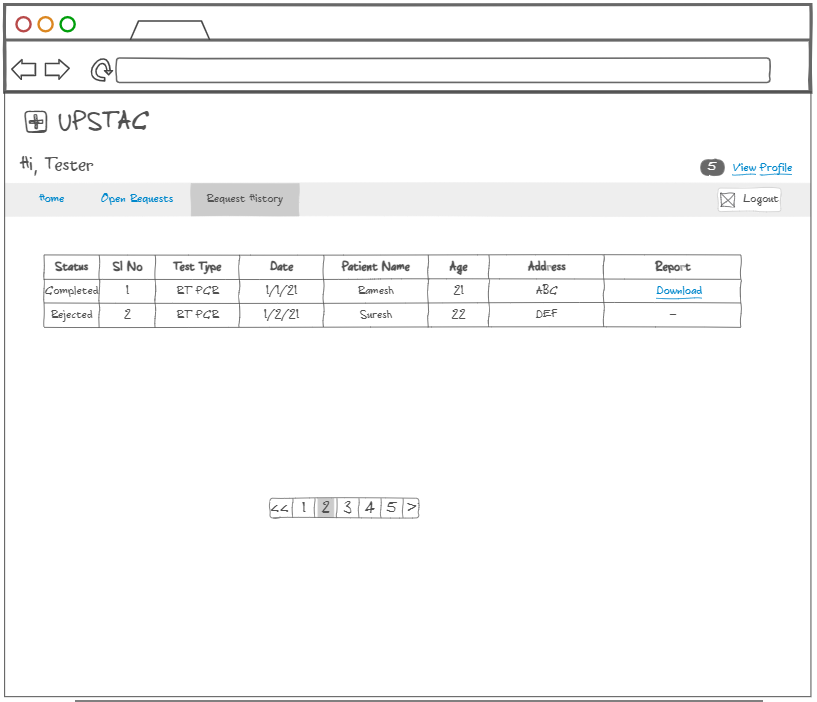 UPSTAC
Hi, Tester
5 View Profile
Home Open Requests Request History Logout
Status Sl No Test Type Date Patient Name Age Address Report
Completed 1 RT PCR 1/1/21 Ramesh 21 ABC Download
Rejected 2 RT PCR 1/2/21 Suresh 22 DEF -
<< 1 2 3 4 5 >